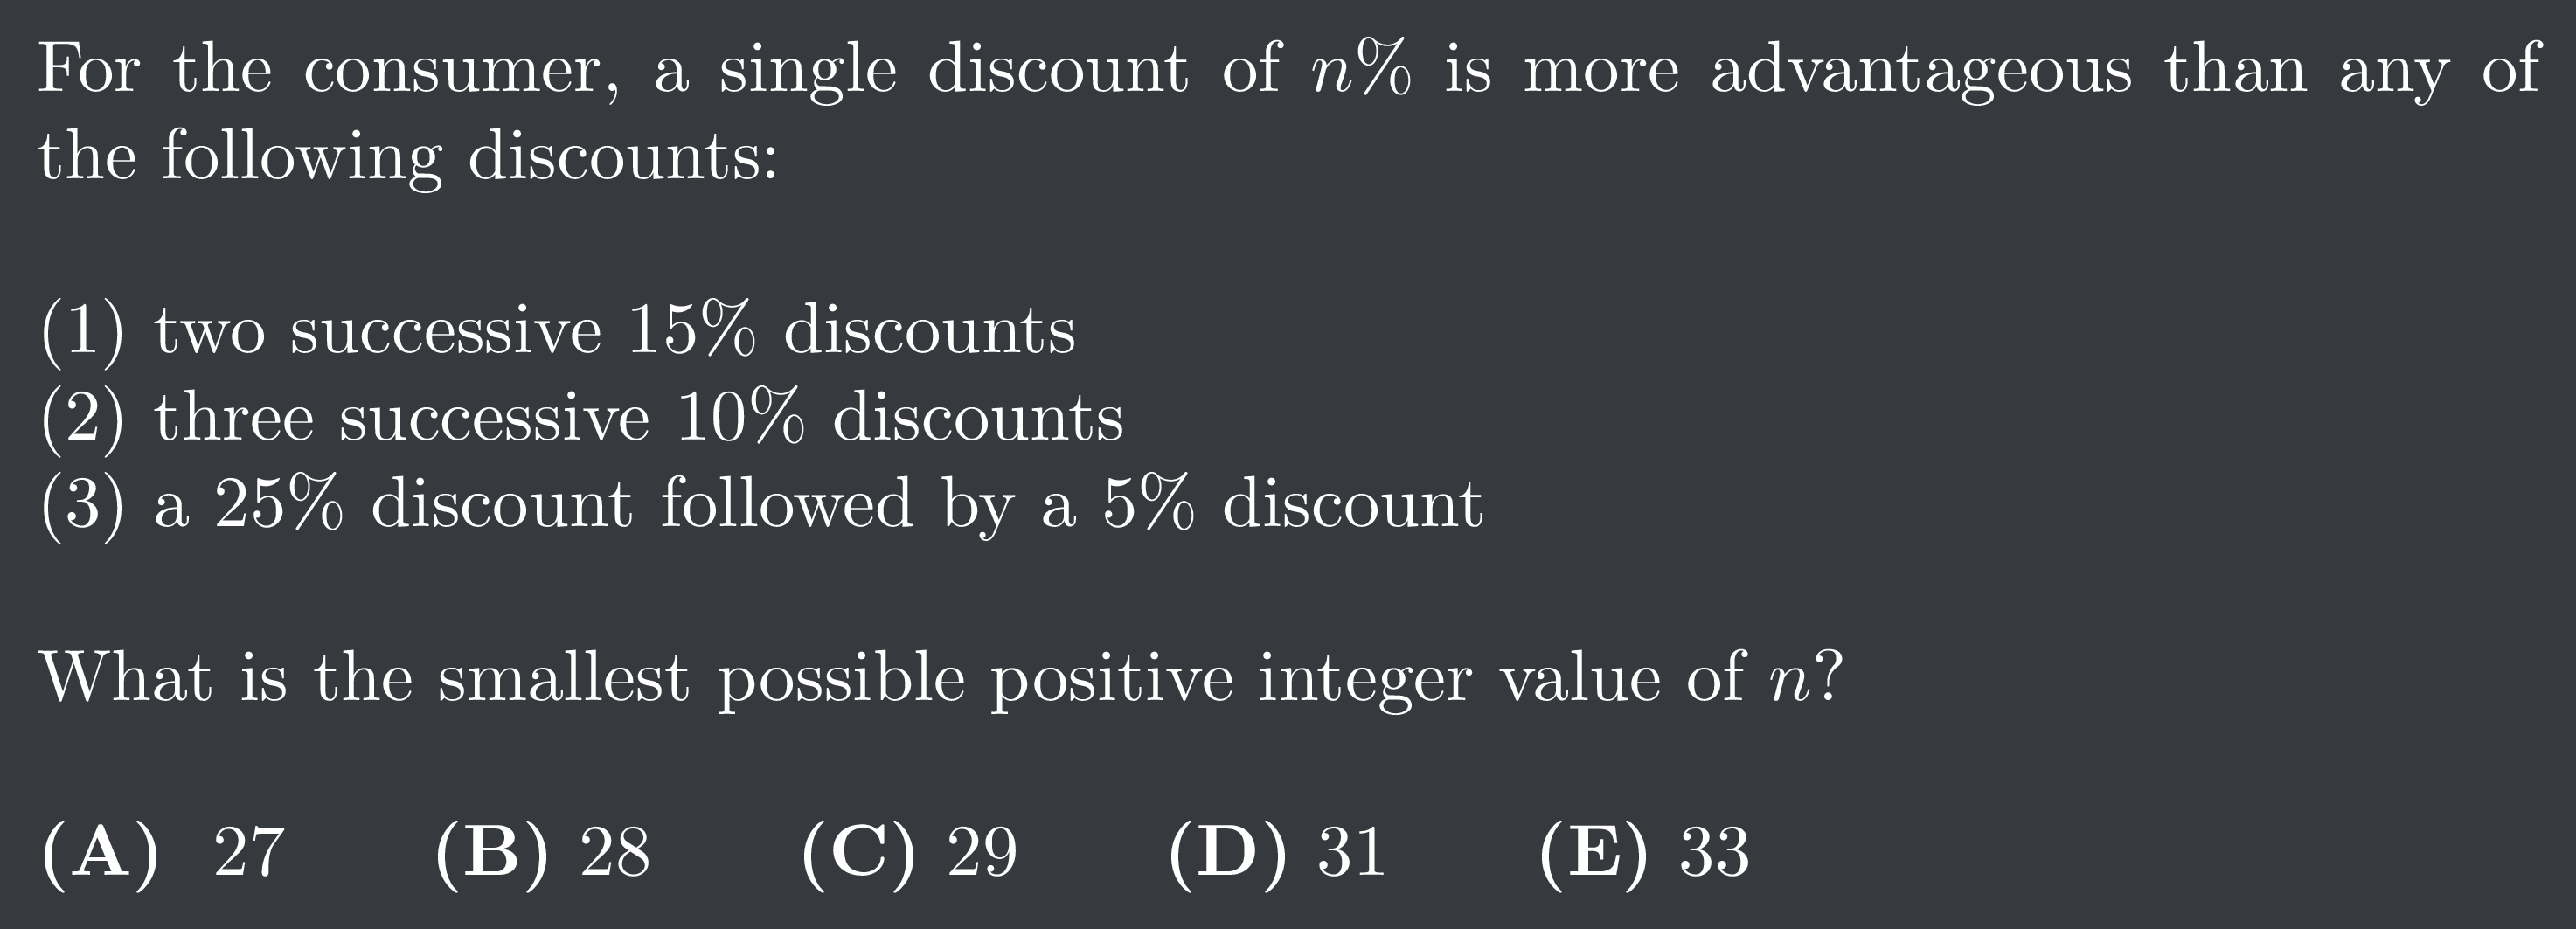 For the consumer, a single discount of n% is more advantageous than any of
the following discounts:
(1) two successive 15% discounts
(2) three successive 10% discounts
(3) a 25% discount followed by a 5% discount
What is the smallest possible positive integer value of n?
(A) 27 (B) 28 (C) 29 (D) 31 (E) 33